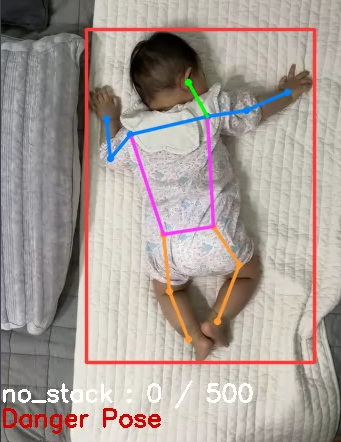 no_stack : 0 / 500
Danger Pose